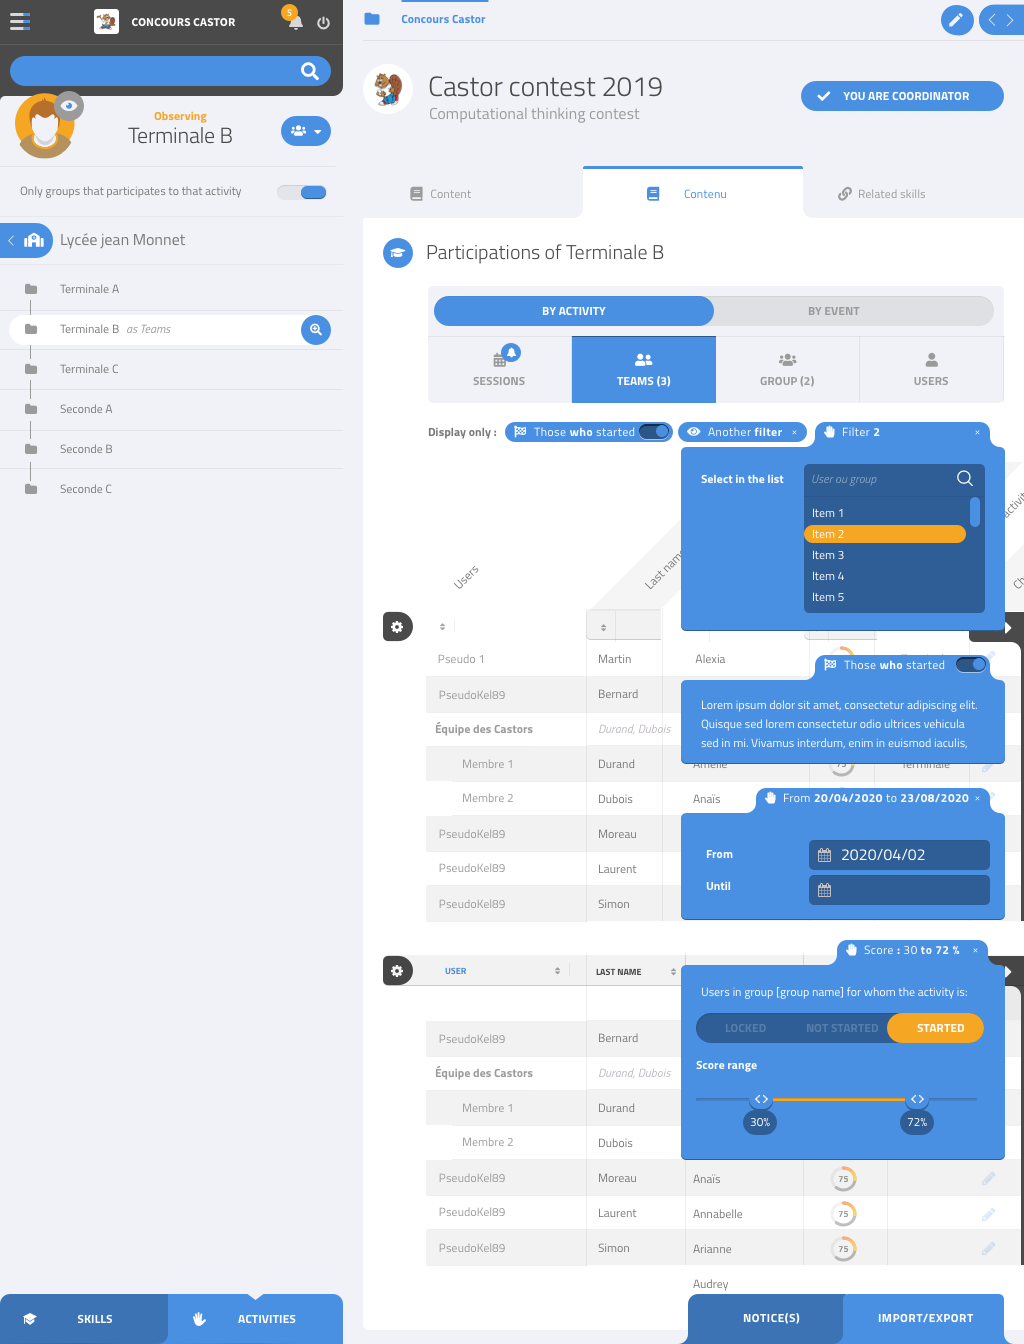 CONCOURS CASTOR
5
Observing
Terminale B
Only groups that participates to that activity
Lycée jean Monnet
Terminale A
Terminale B as Teams
Terminale C
Seconde A
Seconde B
Seconde C
SKILLS
ACTIVITIES
Concours Castor
Castor contest 2019
Computational thinking contest
YOU ARE COORDINATOR
Content
Contenu
Related skills
Participations of Terminale B
BY ACTIVITY
BY EVENT
SESSIONS
TEAMS (3)
GROUP (2)
USERS
Display only :
Those who started
Another filter ×
Filter 2 ×
Select in the list
User ou group
Item 1
Item 2
Item 3
Item 4
Item 5
Users
Last name
Pseudo 1 Martin Alexia
PseudoKel89 Bernard
Équipe des Castors Durand, Dubois
Membre 1 Durand Amélie 75 Terminale
Membre 2 Dubois Anaïs
PseudoKel89 Moreau
PseudoKel89 Laurent
PseudoKel89 Simon
Those who started
Lorem ipsum dolor sit amet, consectetur adipiscing elit.
Quisque sed lorem consectetur odio ultrices vehicula
sed in mi. Vivamus interdum, enim in euismod iaculis,
From 20/04/2020 to 23/08/2020 ×
From 2020/04/02
Until
Score : 30 to 72 % ×
Users in group [group name] for whom the activity is:
LOCKED NOT STARTED STARTED
Score range
30% 72%
USER LAST NAME
PseudoKel89 Bernard
Équipe des Castors Durand, Dubois
Membre 1 Durand
Membre 2 Dubois
PseudoKel89 Moreau Anaïs 75
PseudoKel89 Laurent Annabelle 75
PseudoKel89 Simon Arianne 75
Audrey
NOTICE(S)
IMPORT/EXPORT